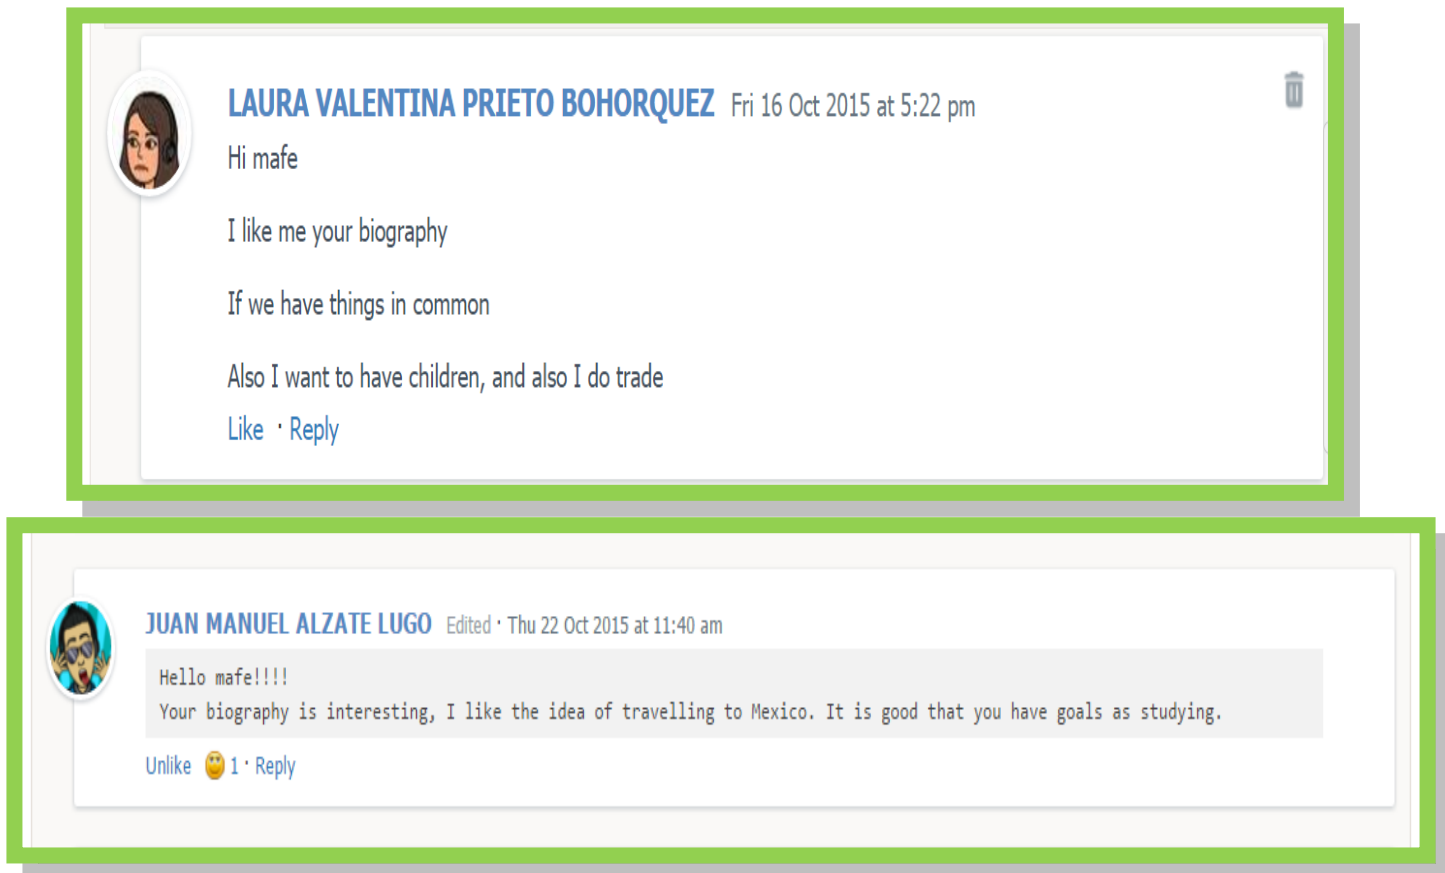 LAURA VALENTINA PRIETO BOHORQUEZ Fri 16 Oct 2015 at 5:22 pm
Hi mafe
I like me your biography
If we have things in common
Also I want to have children, and also I do trade
Like · Reply
JUAN MANUEL ALZATE LUGO Edited · Thu 22 Oct 2015 at 11:40 am
Hello mafe!!!!
Your biography is interesting, I like the idea of travelling to Mexico. It is good that you have goals as studying.
Unlike 1 · Reply